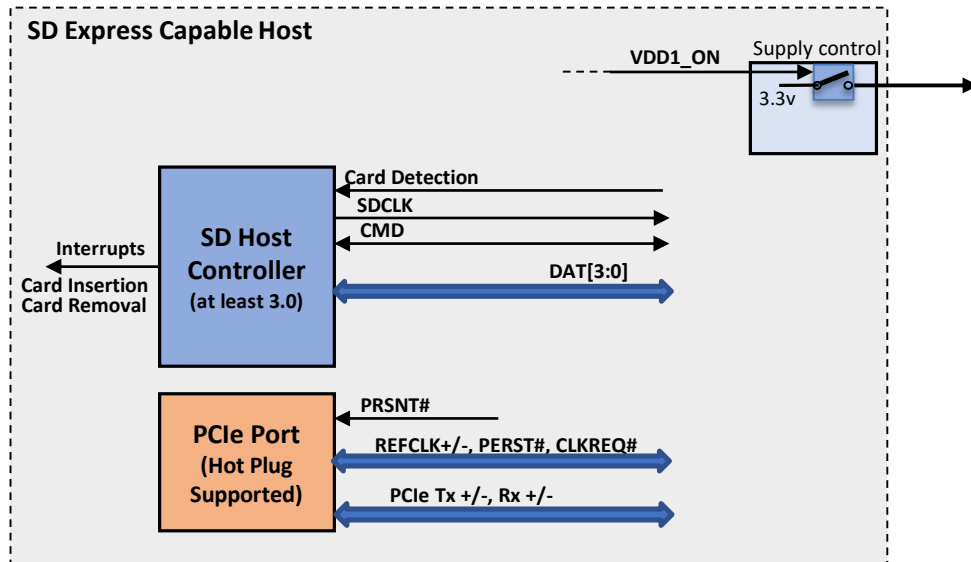 SD Express Capable Host
Supply control
VDD1_ON
3.3v
Card Detection
SDCLK
CMD
DAT[3:0]
SD Host
Controller
(at least 3.0)
Interrupts
Card Insertion
Card Removal
PRSNT#
PCIe Port
(Hot Plug
Supported)
REFCLK+/-, PERST#, CLKREQ#
PCIe Tx +/-, Rx +/-